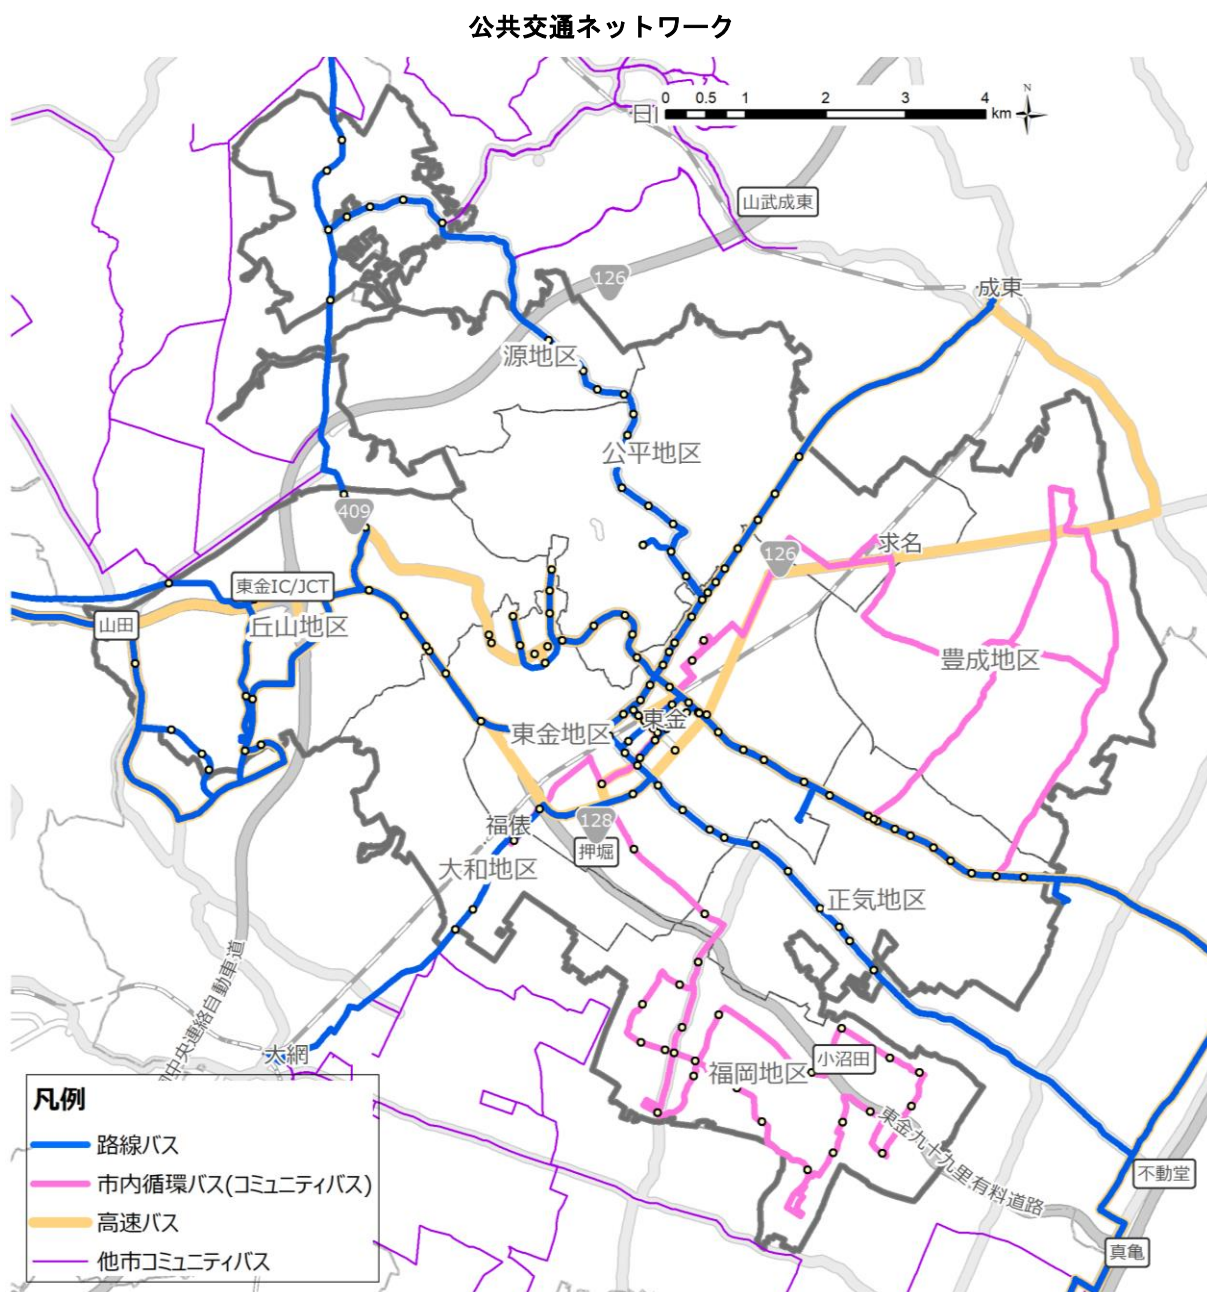 公共交通ネットワーク
N
0 0.5 1 2 3 4
km
日
山武成東
126
成東
源地区
公平地区
409
126
求名
東金IC/JCT
山田
丘山地区
豊成地区
東金
東金地区
128
福俵
押堀
大和地区
正気地区
中央連絡自動車道
大網
小沼田
福岡地区
東金九十九里有料道路
不動堂
真亀
凡例
路線バス
市内循環バス(コミュニティバス)
高速バス
他市コミュニティバス